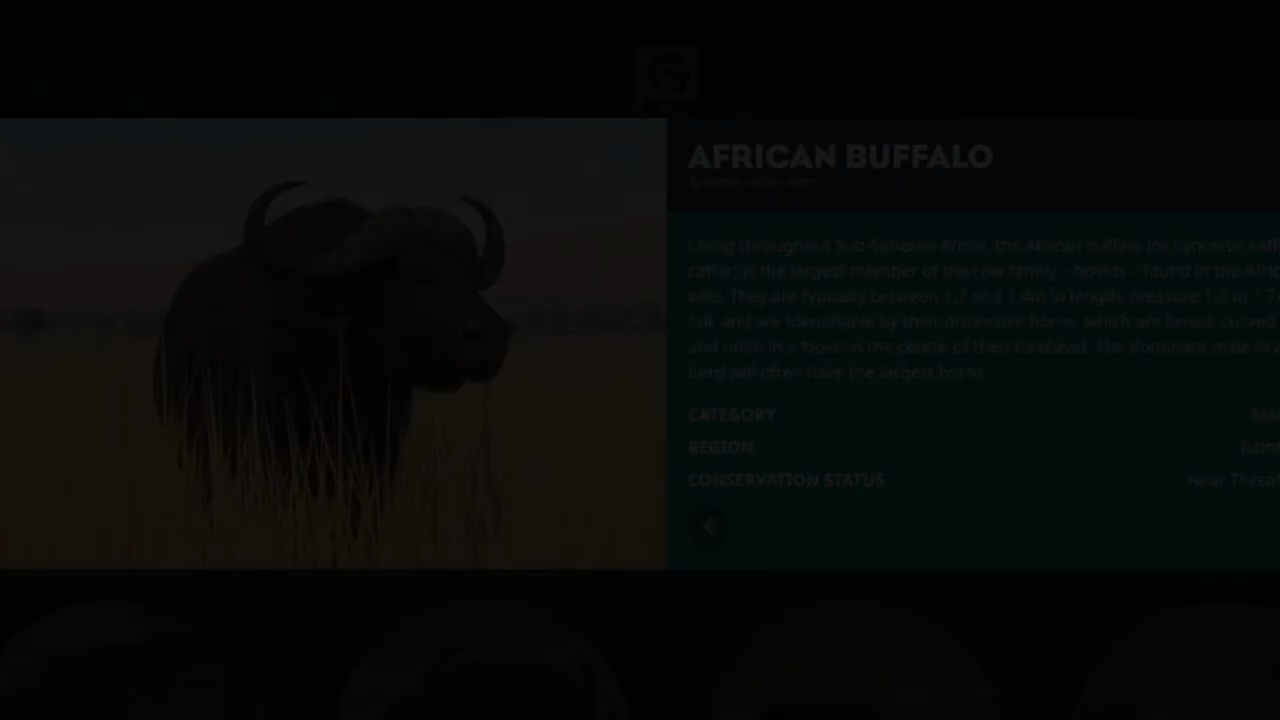 AFRICAN BUFFALO
Living throughout Sub-Saharan Africa, the African buffalo (or Syncerus
caffer) is the largest member of the cow family – bovids – found in the
wild. They are typically between 1.7 and 3.4m in length, measure 1.0 to
tall, and are identifiable by their distinctive horns, which are broad, curved
and unite in a 'boss' in the centre of their forehead. The dominant male in
herd will often have the largest horns.
CATEGORY
REGION
CONSERVATION STATUS
Near